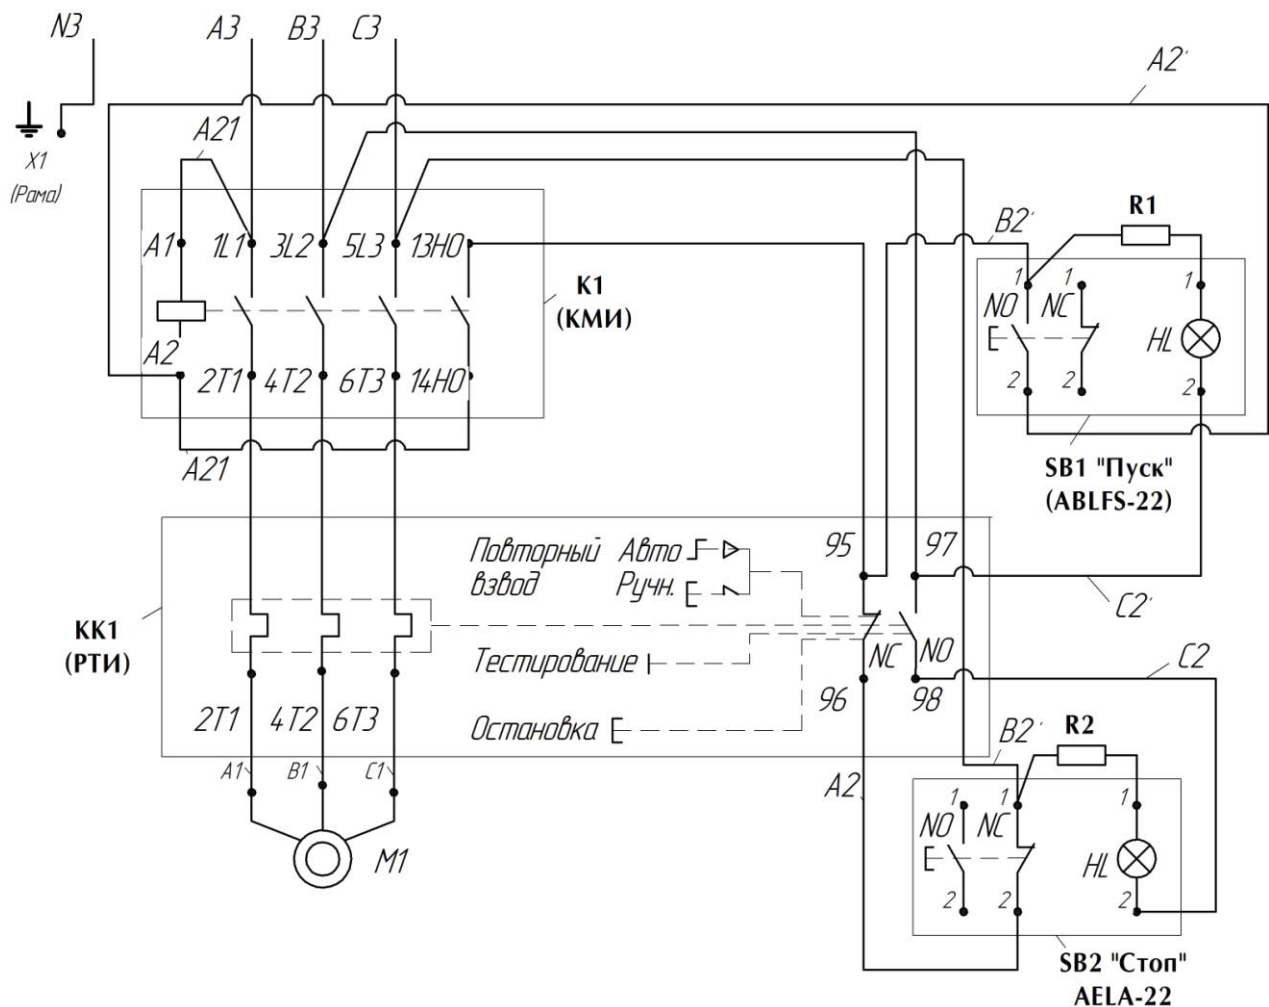 N3
A3
B3
C3
A2'
A21
X1
(Рама)
R1
B2'
A1
1L1
3L2
5L3
13НО
K1
(КМИ)
1
1
1
NO
NC
HL
A2
2T1
4T2
6T3
14НО
2
2
2
A21
SB1 "Пуск"
(ABLFS-22)
Повторный
взвод
Авто
Ручн.
95
97
C2'
KK1
(РТИ)
NC
NO
Тестирование
96
98
C2
2T1
4T2
6T3
Остановка
B2'
R2
A1
B1
C1
A2
1
1
1
NO
NC
HL
M1
2
2
2
SB2 "Стоп"
AELA-22